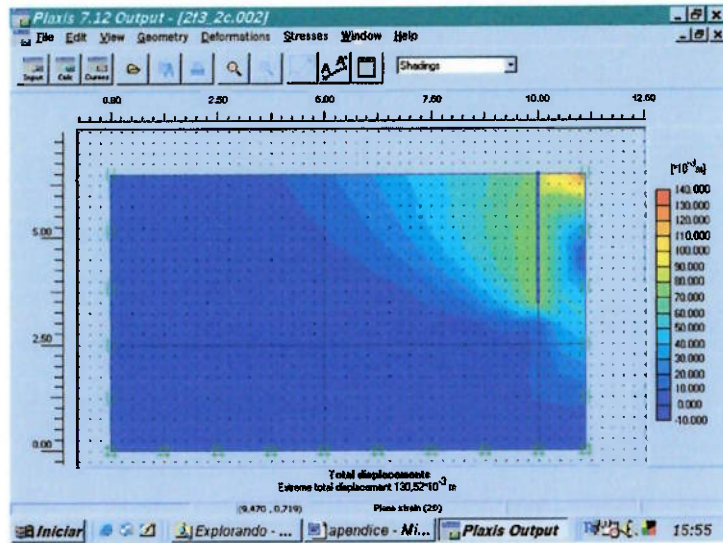 Plaxis 7.12 Output - [2f3_2c.002]
File Edit View Geometry Deformations Stresses Window Help
Input Calc Curves Shadings
0.00 2.50 5.00 7.50 10.00 12.50
[*10⁻³m]
140.000
130.000
120.000
110.000
100.000
90.000
80.000
70.000
60.000
50.000
40.000
30.000
20.000
10.000
0.000
-10.000
5.00
2.50
0.00
Total displacements
Extreme total displacement 130,52*10⁻³ m
(9,470 , 0,719) Plane strain (2D)
Iniciar Explorando - ... apendice - Mi... Plaxis Output 15:55